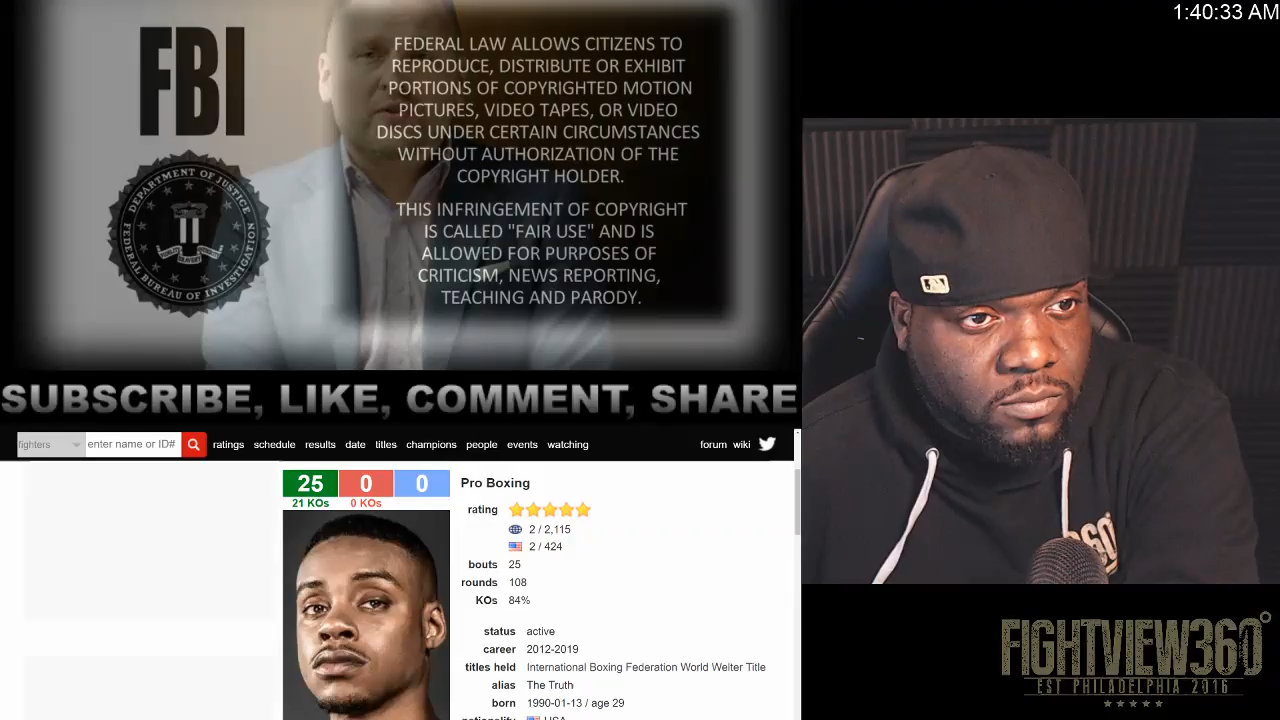 1:40:33 AM
FBI
DEPARTMENT OF JUSTICE
FEDERAL BUREAU OF INVESTIGATION
FEDERAL LAW ALLOWS CITIZENS TO
REPRODUCE, DISTRIBUTE OR EXHIBIT
PORTIONS OF COPYRIGHTED MOTION
PICTURES, VIDEO TAPES, OR VIDEO
DISCS UNDER CERTAIN CIRCUMSTANCES
WITHOUT AUTHORIZATION OF THE
COPYRIGHT HOLDER.
THIS INFRINGEMENT OF COPYRIGHT
IS CALLED "FAIR USE" AND IS
ALLOWED FOR PURPOSES OF
CRITICISM, NEWS REPORTING,
TEACHING AND PARODY.
SUBSCRIBE, LIKE, COMMENT, SHARE
fighters enter name or ID# ratings schedule results date titles champions people events watching forum wiki
25 0 0
21 KOs 0 KOs
Pro Boxing
rating
2 / 2,115
2 / 424
bouts 25
rounds 108
KOs 84%
status active
career 2012-2019
titles held International Boxing Federation World Welter Title
alias The Truth
born 1990-01-13 / age 29
nationality USA
360
FIGHTVIEW360°
EST PHILADELPHIA 2016